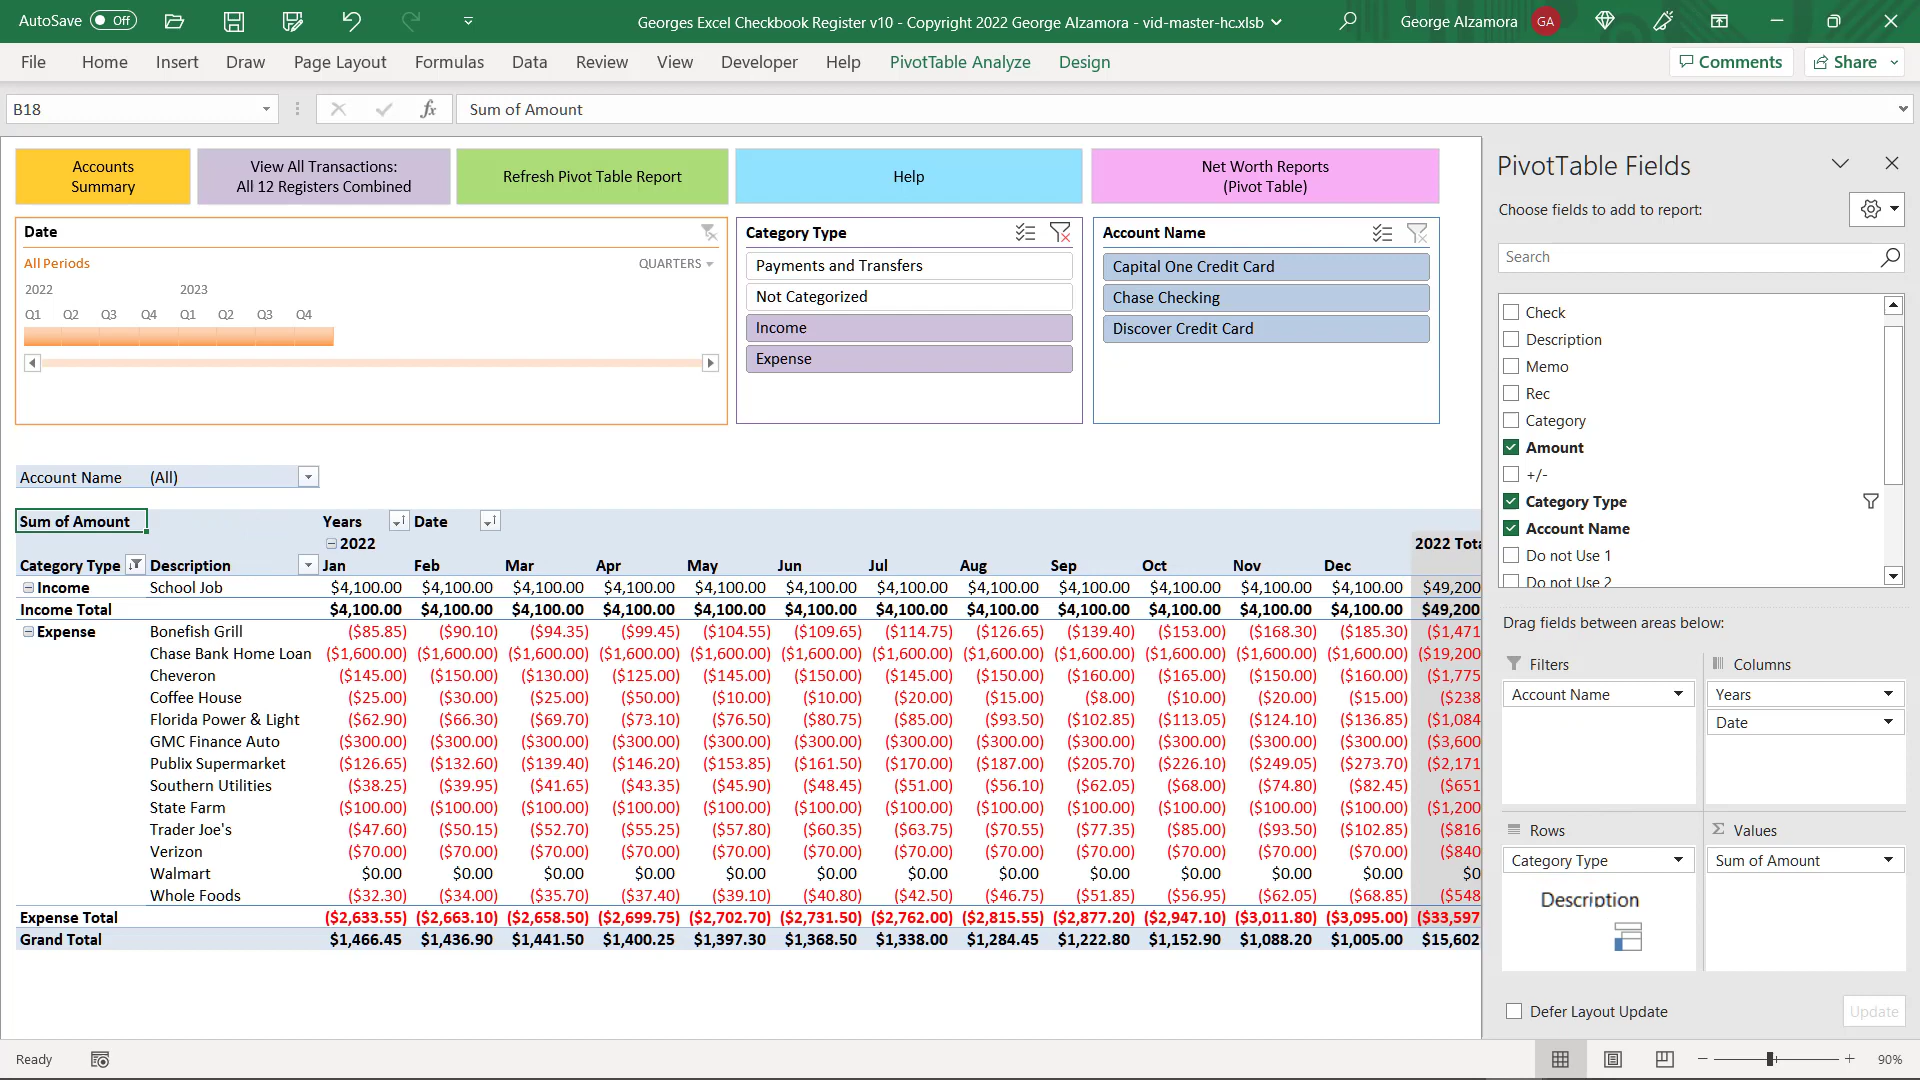 AutoSave Off
Georges Excel Checkbook Register v10 - Copyright 2022 George Alzamora - vid-master-hc.xlsb
George Alzamora GA
File Home Insert Draw Page Layout Formulas Data Review View Developer Help PivotTable Analyze Design
Comments Share
B18 fx Sum of Amount
Accounts
Summary
View All Transactions:
All 12 Registers Combined
Refresh Pivot Table Report
Help
Net Worth Reports
(Pivot Table)
Date
All Periods QUARTERS
2022 2023
Q1 Q2 Q3 Q4 Q1 Q2 Q3 Q4
Category Type
Payments and Transfers
Not Categorized
Income
Expense
Account Name
Capital One Credit Card
Chase Checking
Discover Credit Card
Account Name (All)
Sum of Amount Years Date
2022 2022 Tota
Category Type Description Jan Feb Mar Apr May Jun Jul Aug Sep Oct Nov Dec
Income School Job $4,100.00 $4,100.00 $4,100.00 $4,100.00 $4,100.00 $4,100.00 $4,100.00 $4,100.00 $4,100.00 $4,100.00 $4,100.00 $4,100.00 $49,200
Income Total $4,100.00 $4,100.00 $4,100.00 $4,100.00 $4,100.00 $4,100.00 $4,100.00 $4,100.00 $4,100.00 $4,100.00 $4,100.00 $4,100.00 $49,200
Expense Bonefish Grill ($85.85) ($90.10) ($94.35) ($99.45) ($104.55) ($109.65) ($114.75) ($126.65) ($139.40) ($153.00) ($168.30) ($185.30) ($1,471
Chase Bank Home Loan ($1,600.00) ($1,600.00) ($1,600.00) ($1,600.00) ($1,600.00) ($1,600.00) ($1,600.00) ($1,600.00) ($1,600.00) ($1,600.00) ($1,600.00) ($1,600.00) ($19,200
Cheveron ($145.00) ($150.00) ($130.00) ($125.00) ($145.00) ($150.00) ($145.00) ($150.00) ($160.00) ($165.00) ($150.00) ($160.00) ($1,775
Coffee House ($25.00) ($30.00) ($25.00) ($50.00) ($10.00) ($10.00) ($20.00) ($15.00) ($8.00) ($10.00) ($20.00) ($15.00) ($238
Florida Power & Light ($62.90) ($66.30) ($69.70) ($73.10) ($76.50) ($80.75) ($85.00) ($93.50) ($102.85) ($113.05) ($124.10) ($136.85) ($1,084
GMC Finance Auto ($300.00) ($300.00) ($300.00) ($300.00) ($300.00) ($300.00) ($300.00) ($300.00) ($300.00) ($300.00) ($300.00) ($300.00) ($3,600
Publix Supermarket ($126.65) ($132.60) ($139.40) ($146.20) ($153.85) ($161.50) ($170.00) ($187.00) ($205.70) ($226.10) ($249.05) ($273.70) ($2,171
Southern Utilities ($38.25) ($39.95) ($41.65) ($43.35) ($45.90) ($48.45) ($51.00) ($56.10) ($62.05) ($68.00) ($74.80) ($82.45) ($651
State Farm ($100.00) ($100.00) ($100.00) ($100.00) ($100.00) ($100.00) ($100.00) ($100.00) ($100.00) ($100.00) ($100.00) ($100.00) ($1,200
Trader Joe's ($47.60) ($50.15) ($52.70) ($55.25) ($57.80) ($60.35) ($63.75) ($70.55) ($77.35) ($85.00) ($93.50) ($102.85) ($816
Verizon ($70.00) ($70.00) ($70.00) ($70.00) ($70.00) ($70.00) ($70.00) ($70.00) ($70.00) ($70.00) ($70.00) ($70.00) ($840
Walmart $0.00 $0.00 $0.00 $0.00 $0.00 $0.00 $0.00 $0.00 $0.00 $0.00 $0.00 $0.00 $0
Whole Foods ($32.30) ($34.00) ($35.70) ($37.40) ($39.10) ($40.80) ($42.50) ($46.75) ($51.85) ($56.95) ($62.05) ($68.85) ($548
Expense Total ($2,633.55) ($2,663.10) ($2,658.50) ($2,699.75) ($2,702.70) ($2,731.50) ($2,762.00) ($2,815.55) ($2,877.20) ($2,947.10) ($3,011.80) ($3,095.00) ($33,597
Grand Total $1,466.45 $1,436.90 $1,441.50 $1,400.25 $1,397.30 $1,368.50 $1,338.00 $1,284.45 $1,222.80 $1,152.90 $1,088.20 $1,005.00 $15,602
PivotTable Fields
Choose fields to add to report:
Search
Check
Description
Memo
Rec
Category
Amount
+/-
Category Type
Account Name
Do not Use 1
Do not Use 2
Drag fields between areas below:
Filters
Account Name
Columns
Years
Date
Rows
Category Type
Description
Σ Values
Sum of Amount
Defer Layout Update Update
Ready
90%